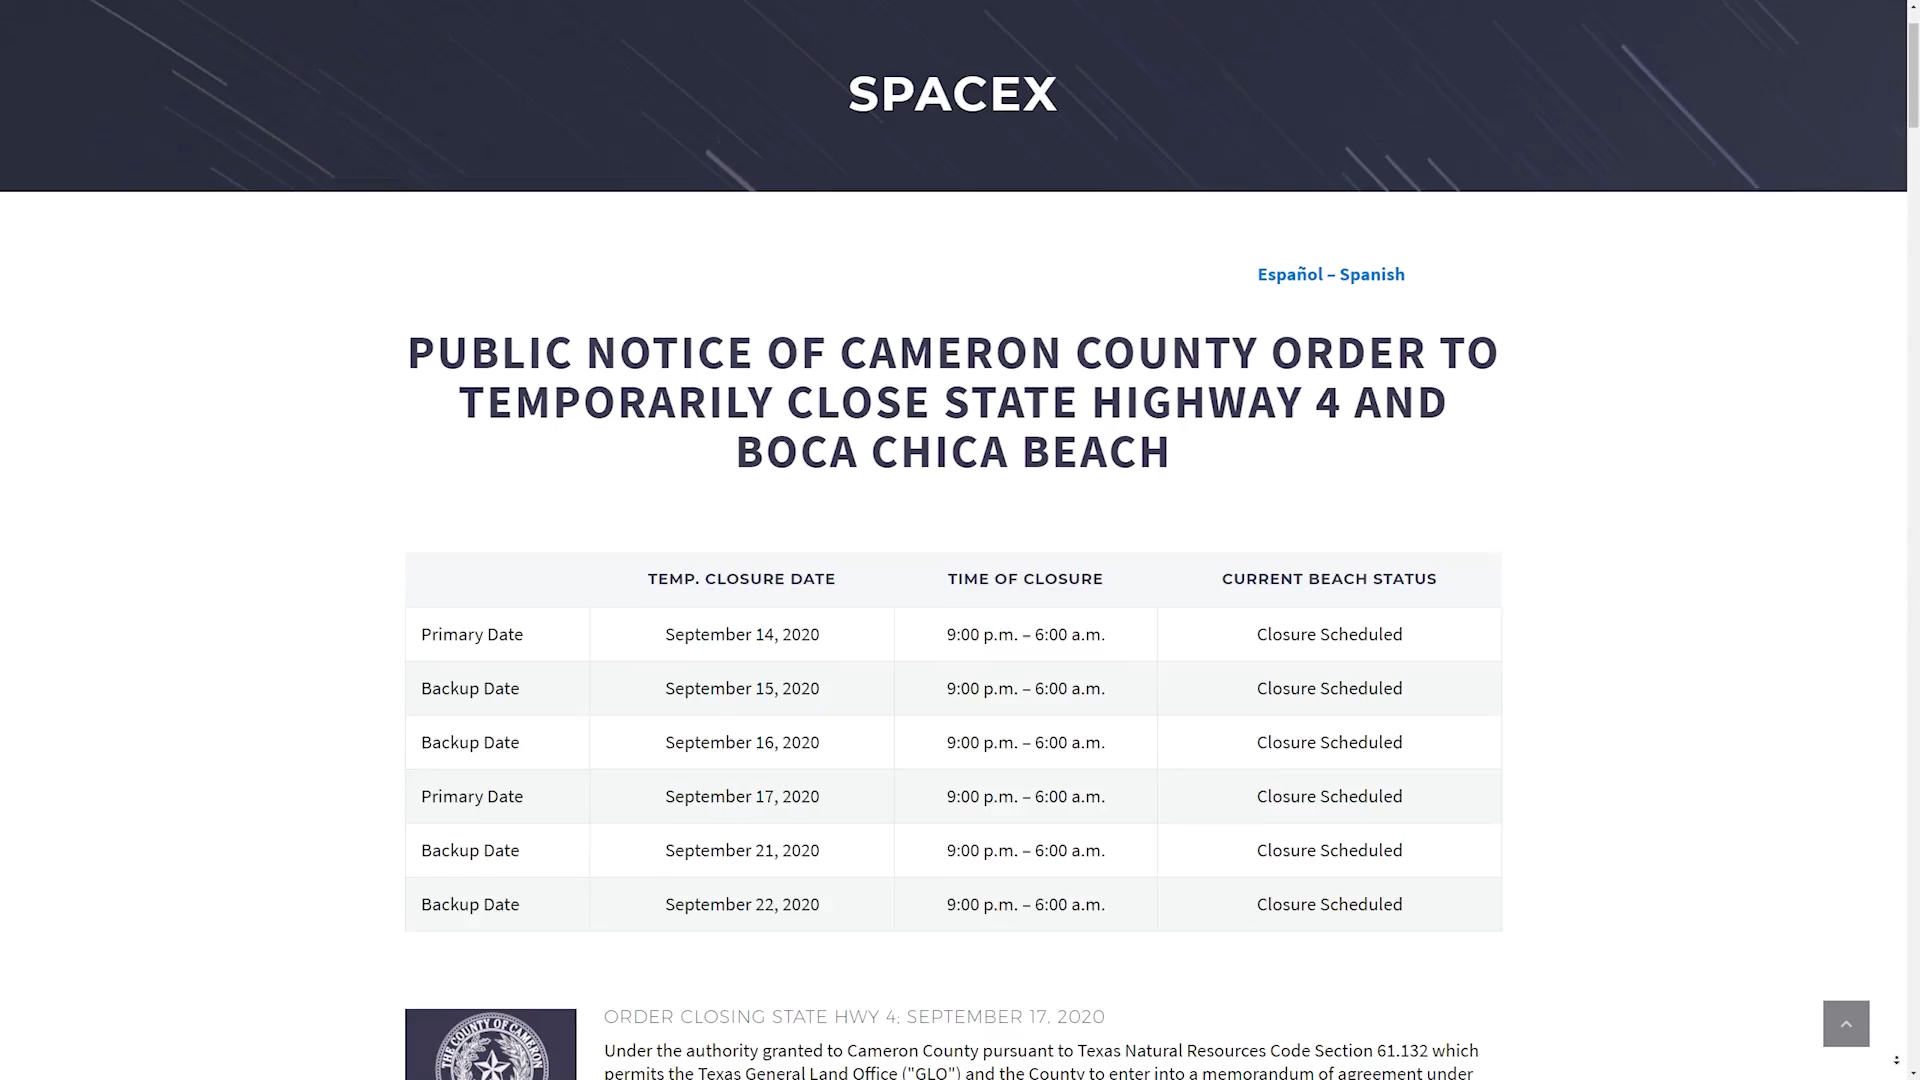 SPACEX
Español – Spanish
PUBLIC NOTICE OF CAMERON COUNTY ORDER TO
TEMPORARILY CLOSE STATE HIGHWAY 4 AND
BOCA CHICA BEACH
TEMP. CLOSURE DATE TIME OF CLOSURE CURRENT BEACH STATUS
Primary Date September 14, 2020 9:00 p.m. – 6:00 a.m. Closure Scheduled
Backup Date September 15, 2020 9:00 p.m. – 6:00 a.m. Closure Scheduled
Backup Date September 16, 2020 9:00 p.m. – 6:00 a.m. Closure Scheduled
Primary Date September 17, 2020 9:00 p.m. – 6:00 a.m. Closure Scheduled
Backup Date September 21, 2020 9:00 p.m. – 6:00 a.m. Closure Scheduled
Backup Date September 22, 2020 9:00 p.m. – 6:00 a.m. Closure Scheduled
THE COUNTY OF CAMERON
ORDER CLOSING STATE HWY 4; SEPTEMBER 17, 2020
Under the authority granted to Cameron County pursuant to Texas Natural Resources Code Section 61.132 which
permits the Texas General Land Office ("GLO") and the County to enter into a memorandum of agreement under